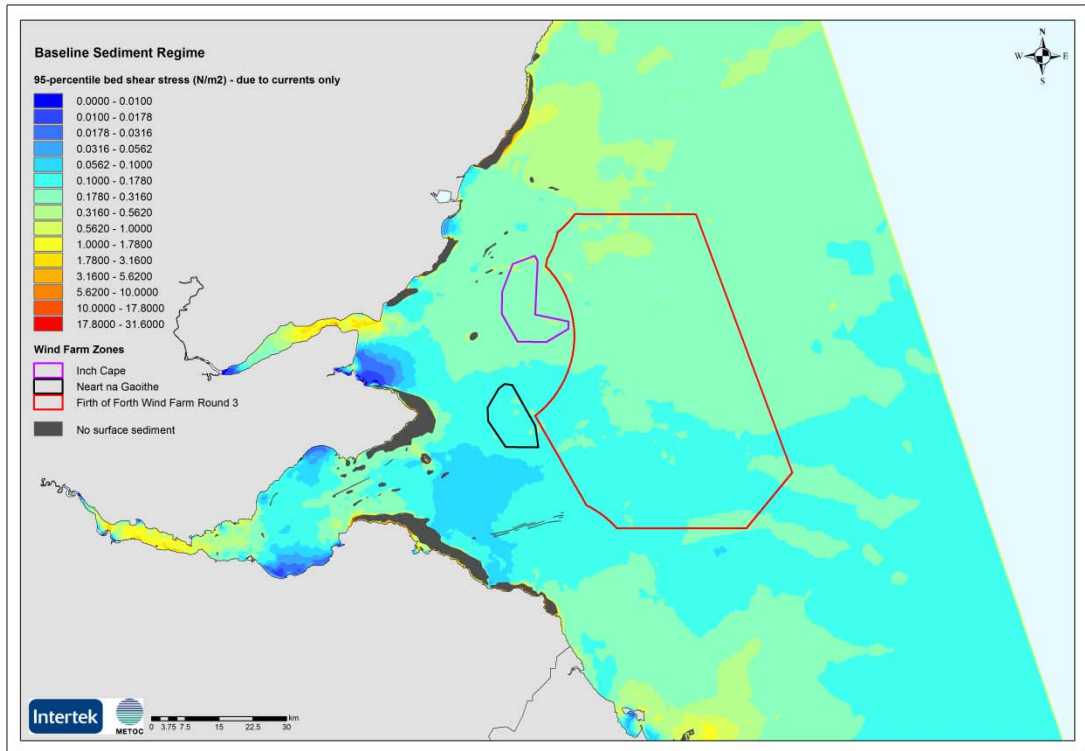 Baseline Sediment Regime
95-percentile bed shear stress (N/m2) - due to currents only
0.0000 - 0.0100
0.0100 - 0.0178
0.0178 - 0.0316
0.0316 - 0.0562
0.0562 - 0.1000
0.1000 - 0.1780
0.1780 - 0.3160
0.3160 - 0.5620
0.5620 - 1.0000
1.0000 - 1.7800
1.7800 - 3.1600
3.1600 - 5.6200
5.6200 - 10.0000
10.0000 - 17.8000
17.8000 - 31.6000
Wind Farm Zones
Inch Cape
Neart na Gaoithe
Firth of Forth Wind Farm Round 3
No surface sediment
N
W E
S
Intertek
METOC
km
0 3.75 7.5 15 22.5 30